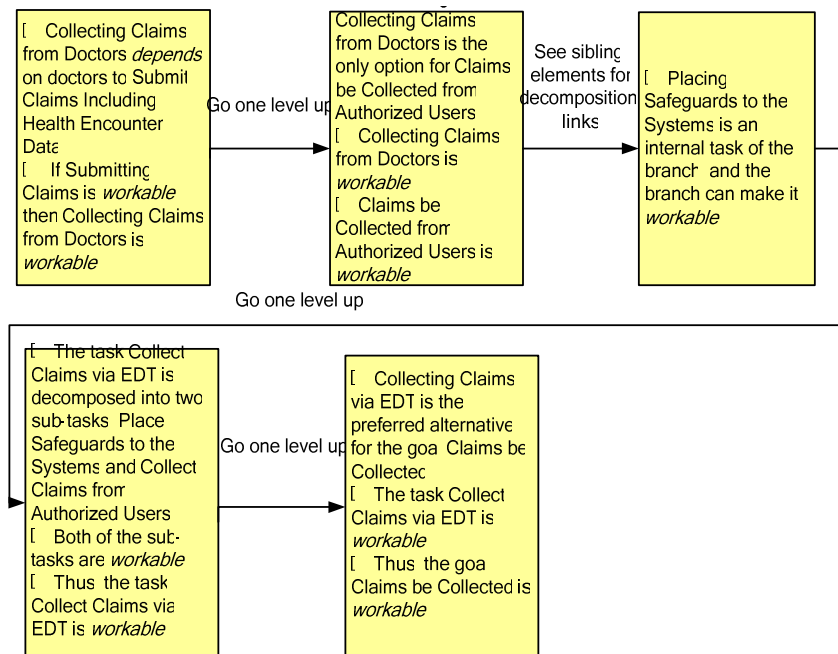 [ Collecting Claims
from Doctors depends
on doctors to Submit
Claims Including
Health Encounter
Data
[ If Submitting
Claims is workable
then Collecting Claims
from Doctors is
workable
Go one level up
Collecting Claims
from Doctors is the
only option for Claims
be Collected from
Authorized Users
[ Collecting Claims
from Doctors is
workable
[ Claims be
Collected from
Authorized Users is
workable
See sibling
elements for
decomposition
links
[ Placing
Safeguards to the
Systems is an
internal task of the
branch and the
branch can make it
workable
Go one level up
[ The task Collect
Claims via EDT is
decomposed into two
sub-tasks Place
Safeguards to the
Systems and Collect
Claims from
Authorized Users
[ Both of the sub-
tasks are workable
[ Thus the task
Collect Claims via
EDT is workable
Go one level up
[ Collecting Claims
via EDT is the
preferred alternative
for the goa Claims be
Collected
[ The task Collect
Claims via EDT is
workable
[ Thus the goa
Claims be Collected is
workable